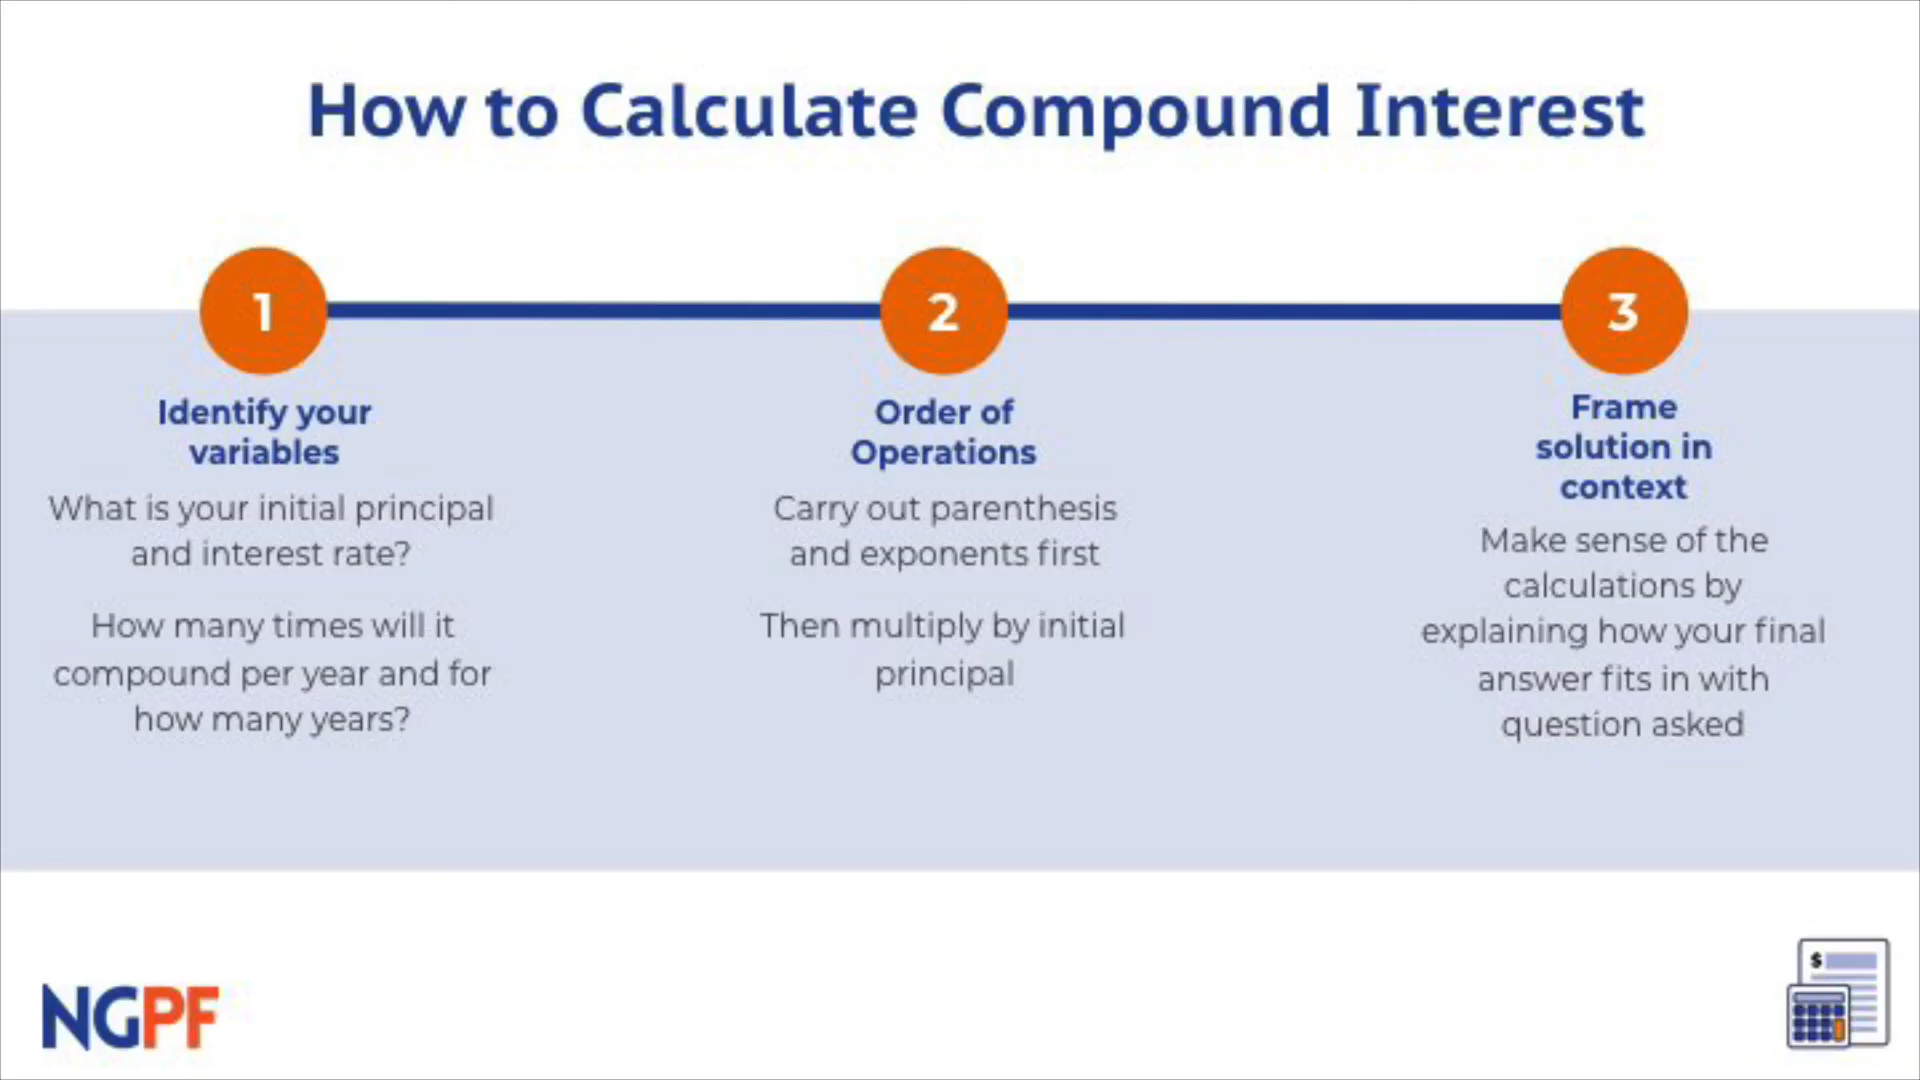 How to Calculate Compound Interest
1
Identify your
variables
What is your initial principal
and interest rate?
How many times will it
compound per year and for
how many years?
2
Order of
Operations
Carry out parenthesis
and exponents first
Then multiply by initial
principal
3
Frame
solution in
context
Make sense of the
calculations by
explaining how your final
answer fits in with
question asked
NGPF
$